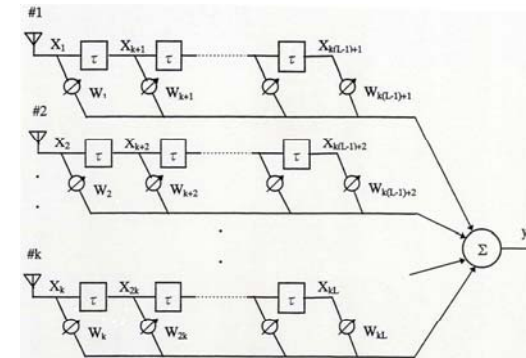 #1
X₁ τ Xₖ₊₁ τ τ Xₖ₍L₋₁₎₊₁
W₁ Wₖ₊₁ Wₖ₍L₋₁₎₊₁
#2
X₂ τ Xₖ₊₂ τ τ Xₖ₍L₋₁₎₊₂
W₂ Wₖ₊₂ Wₖ₍L₋₁₎₊₂
Σ y
#k
Xₖ τ X₂ₖ τ τ XₖL
Wₖ W₂ₖ WₖL